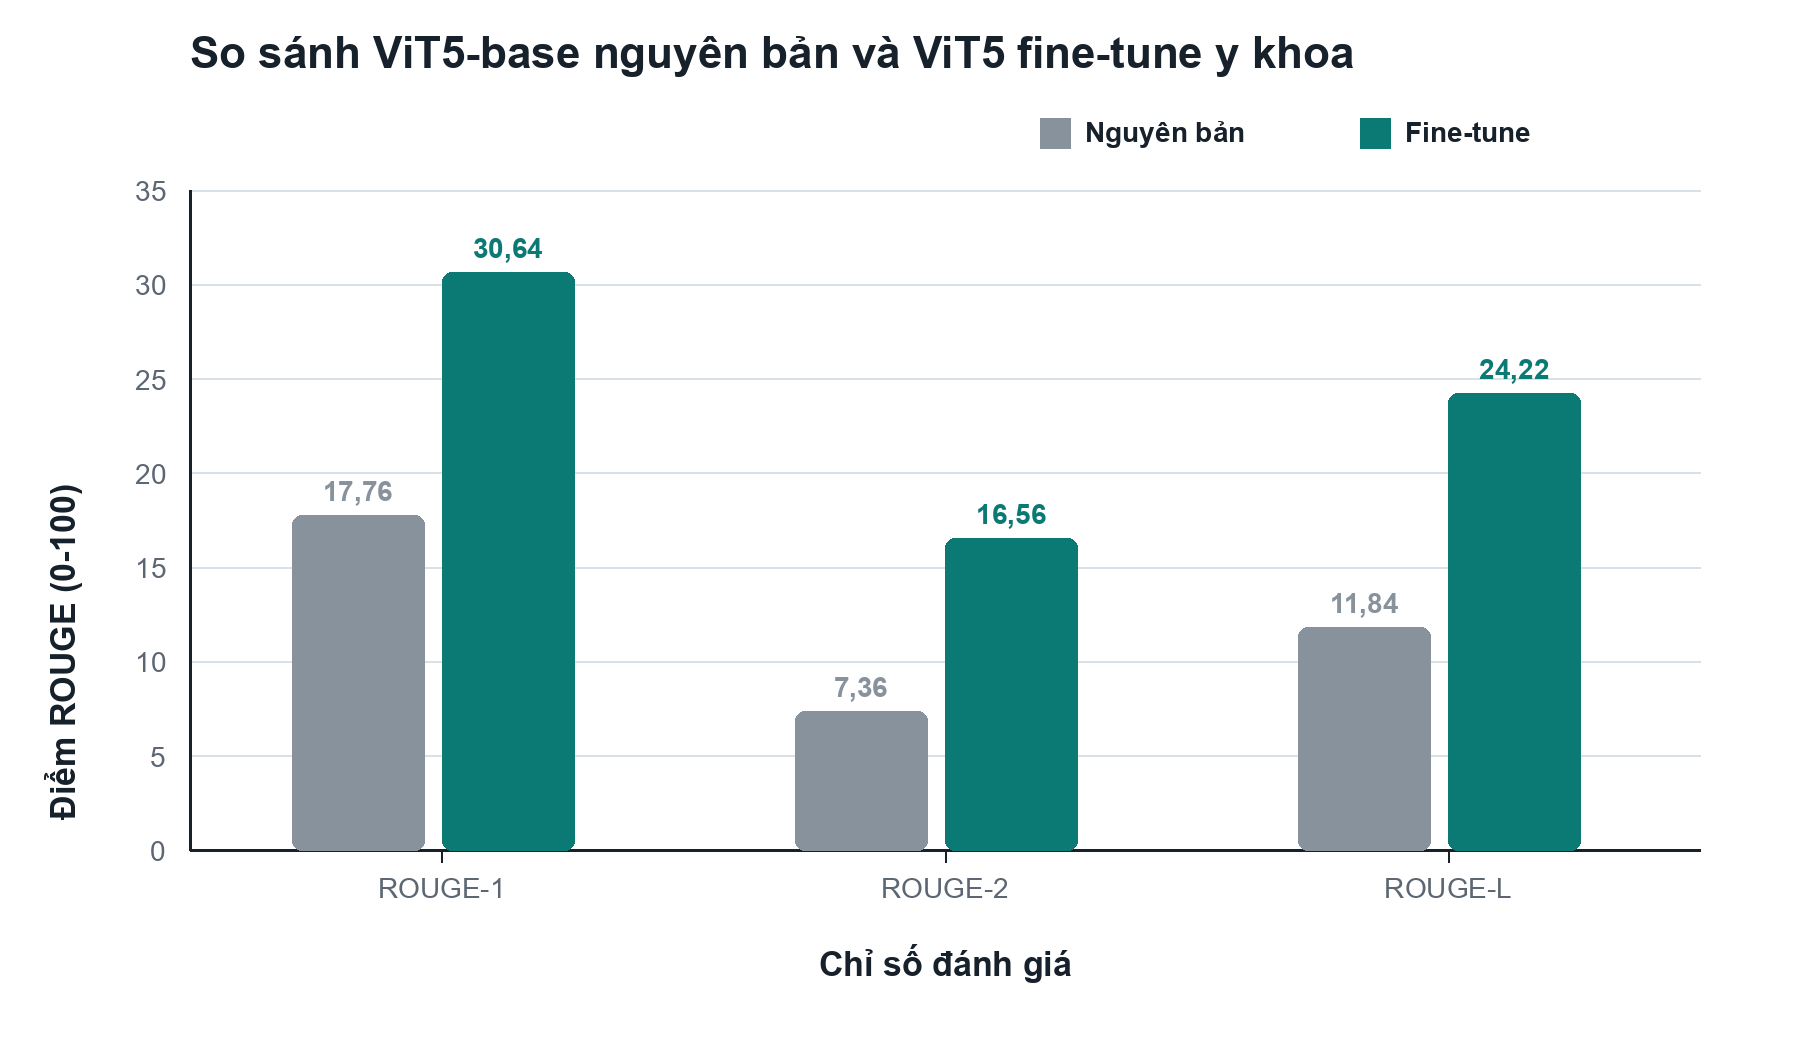 So sánh ViT5-base nguyên bản và ViT5 fine-tune y khoa
Nguyên bản
Fine-tune
Điểm ROUGE (0-100)
35
30
25
20
15
10
5
0
17,76
30,64
7,36
16,56
11,84
24,22
ROUGE-1
ROUGE-2
ROUGE-L
Chỉ số đánh giá